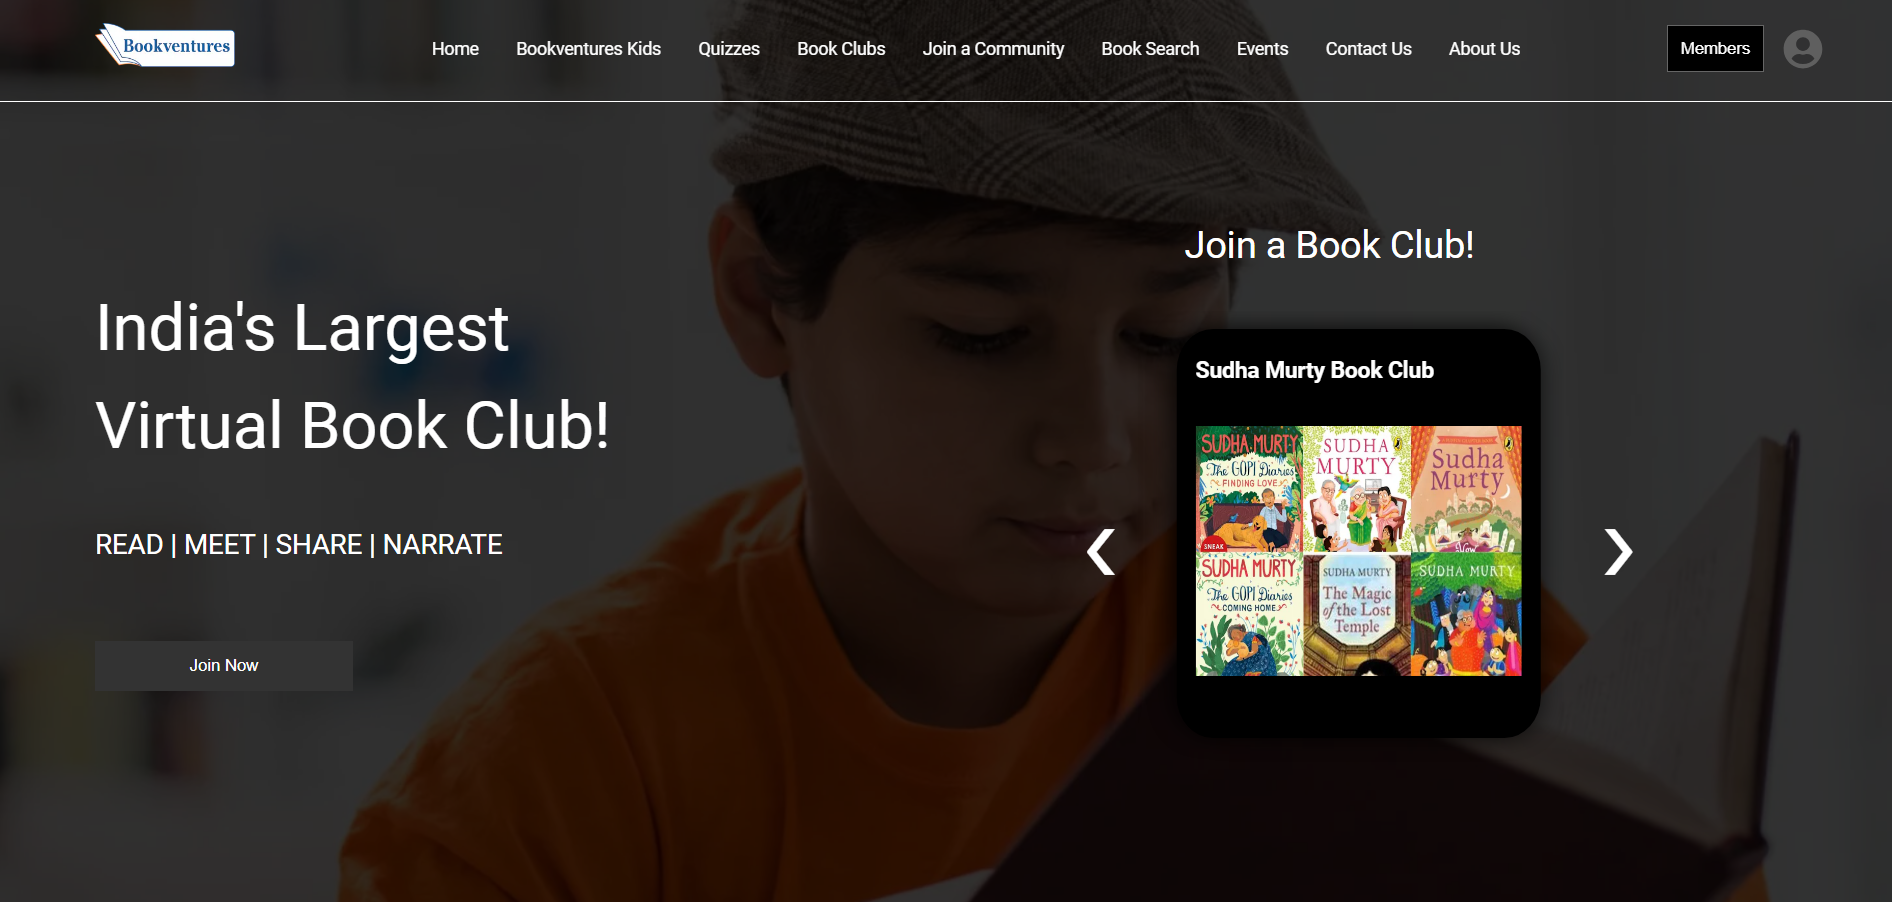 Bookventures
Home
Bookventures Kids
Quizzes
Book Clubs
Join a Community
Book Search
Events
Contact Us
About Us
Members
India's Largest
Virtual Book Club!
READ | MEET | SHARE | NARRATE
Join Now
Join a Book Club!
Sudha Murty Book Club
SUDHA MURTY
The GOPI Diaries
FINDING LOVE
SNEAK
SUDHA
MURTY
Sudha
Murty
SUDHA MURTY
The GOPI Diaries
COMING HOME
SUDHA MURTY
The Magic
of the Lost
Temple
SUDHA MURTY